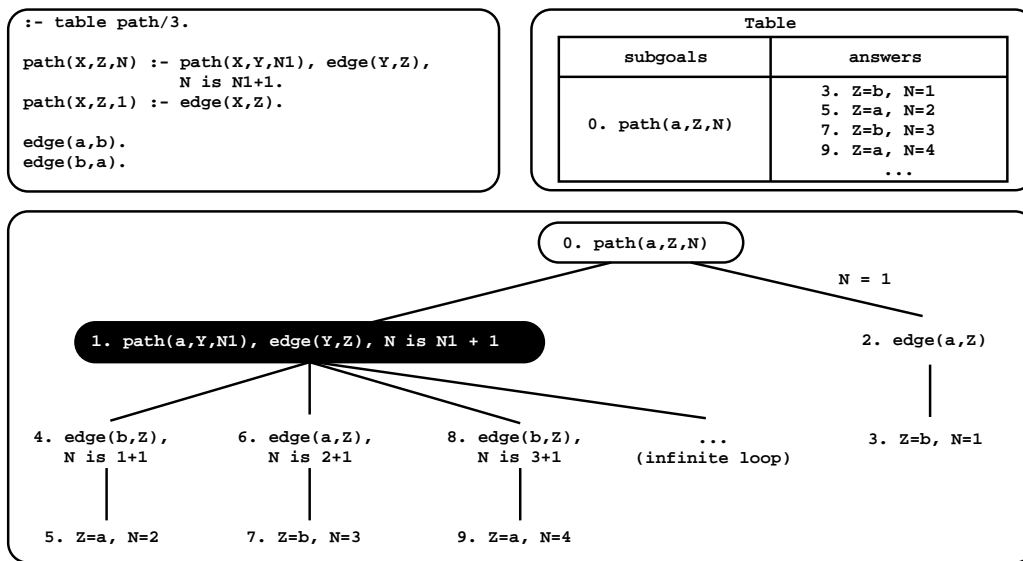 :- table path/3.
path(X,Z,N) :- path(X,Y,N1), edge(Y,Z),
N is N1+1.
path(X,Z,1) :- edge(X,Z).
edge(a,b).
edge(b,a).
Table
subgoals answers
0. path(a,Z,N)
3. Z=b, N=1
5. Z=a, N=2
7. Z=b, N=3
9. Z=a, N=4
...
0. path(a,Z,N)
N = 1
1. path(a,Y,N1), edge(Y,Z), N is N1 + 1
2. edge(a,Z)
4. edge(b,Z),
N is 1+1
6. edge(a,Z),
N is 2+1
8. edge(b,Z),
N is 3+1
...
(infinite loop)
3. Z=b, N=1
5. Z=a, N=2
7. Z=b, N=3
9. Z=a, N=4